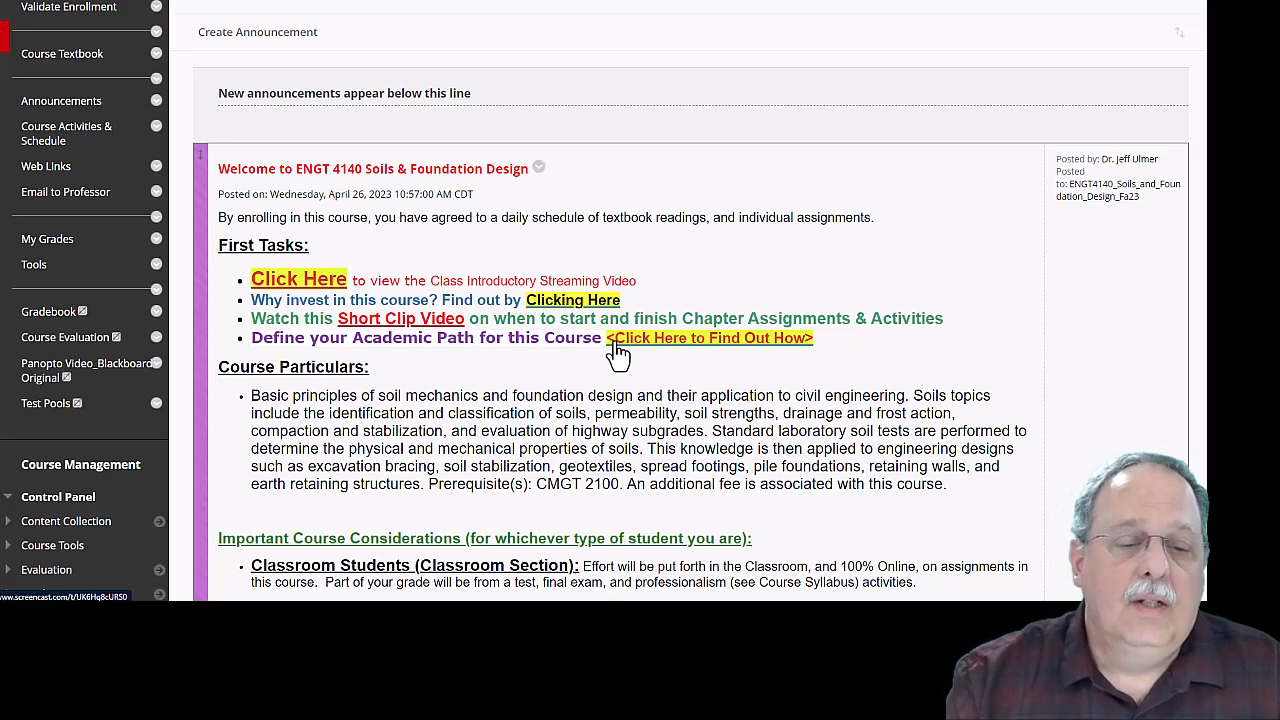 Validate Enrollment
Course Textbook
Announcements
Course Activities &
Schedule
Web Links
Email to Professor
My Grades
Tools
Gradebook
Course Evaluation
Panopto Video_Blackboard
Original
Test Pools
Course Management
Control Panel
Content Collection
Course Tools
Evaluation
www.screencast.com/t/UK6Hq8cURS0
Create Announcement
New announcements appear below this line
Welcome to ENGT 4140 Soils & Foundation Design
Posted on: Wednesday, April 26, 2023 10:57:00 AM CDT
By enrolling in this course, you have agreed to a daily schedule of textbook readings, and individual assignments.
First Tasks:
• Click Here to view the Class Introductory Streaming Video
• Why invest in this course? Find out by Clicking Here
• Watch this Short Clip Video on when to start and finish Chapter Assignments & Activities
• Define your Academic Path for this Course <Click Here to Find Out How>
Course Particulars:
• Basic principles of soil mechanics and foundation design and their application to civil engineering. Soils topics
include the identification and classification of soils, permeability, soil strengths, drainage and frost action,
compaction and stabilization, and evaluation of highway subgrades. Standard laboratory soil tests are performed to
determine the physical and mechanical properties of soils. This knowledge is then applied to engineering designs
such as excavation bracing, soil stabilization, geotextiles, spread footings, pile foundations, retaining walls, and
earth retaining structures. Prerequisite(s): CMGT 2100. An additional fee is associated with this course.
Important Course Considerations (for whichever type of student you are):
• Classroom Students (Classroom Section): Effort will be put forth in the Classroom, and 100% Online, on assignments
in this course. Part of your grade will be from a test, final exam, and professionalism (see Course Syllabus) activities.
Posted by: Dr. Jeff Ulmer
Posted
to: ENGT4140_Soils_and_Foun
dation_Design_Fa23